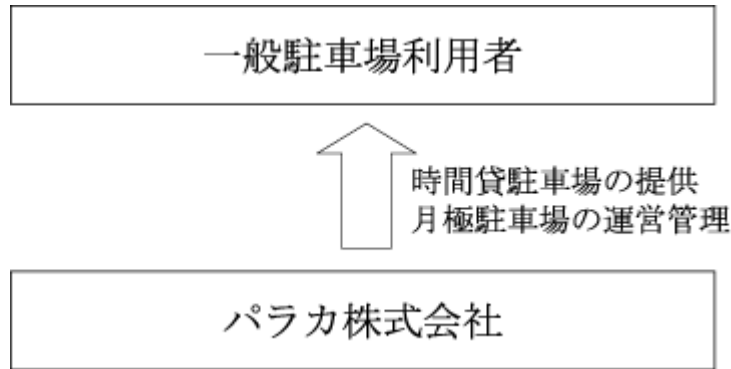 一般駐車場利用者
時間貸駐車場の提供
月極駐車場の運営管理
パラカ株式会社